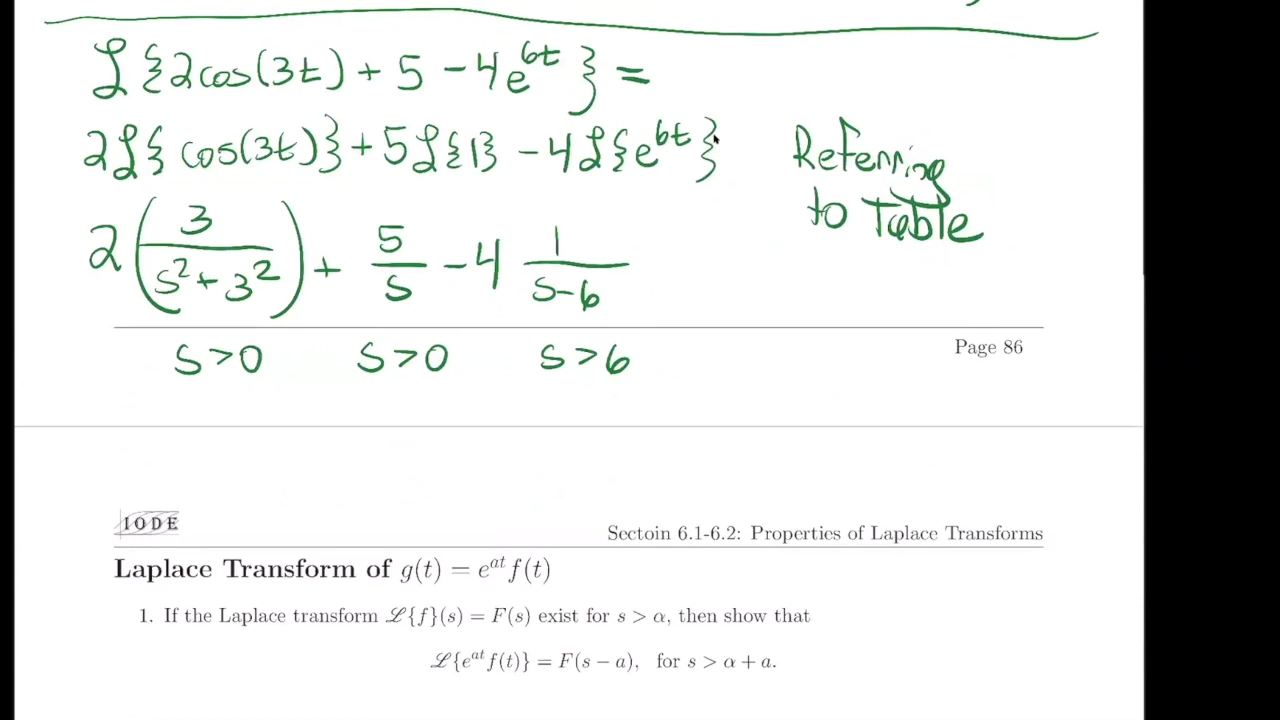 ℒ{2cos(3t) + 5 - 4e^{6t}} =
2ℒ{cos(3t)} + 5ℒ{1} - 4ℒ{e^{6t}}
Referring
to Table
2(3/(s²+3²)) + 5/s - 4 1/(s-6)
s>0 s>0 s>6
Page 86
IODE
Sectoin 6.1-6.2: Properties of Laplace Transforms
Laplace Transform of g(t) = e^{at} f(t)
1. If the Laplace transform ℒ{f}(s) = F(s) exist for s > α, then show that
ℒ{e^{at} f(t)} = F(s − a), for s > α + a.